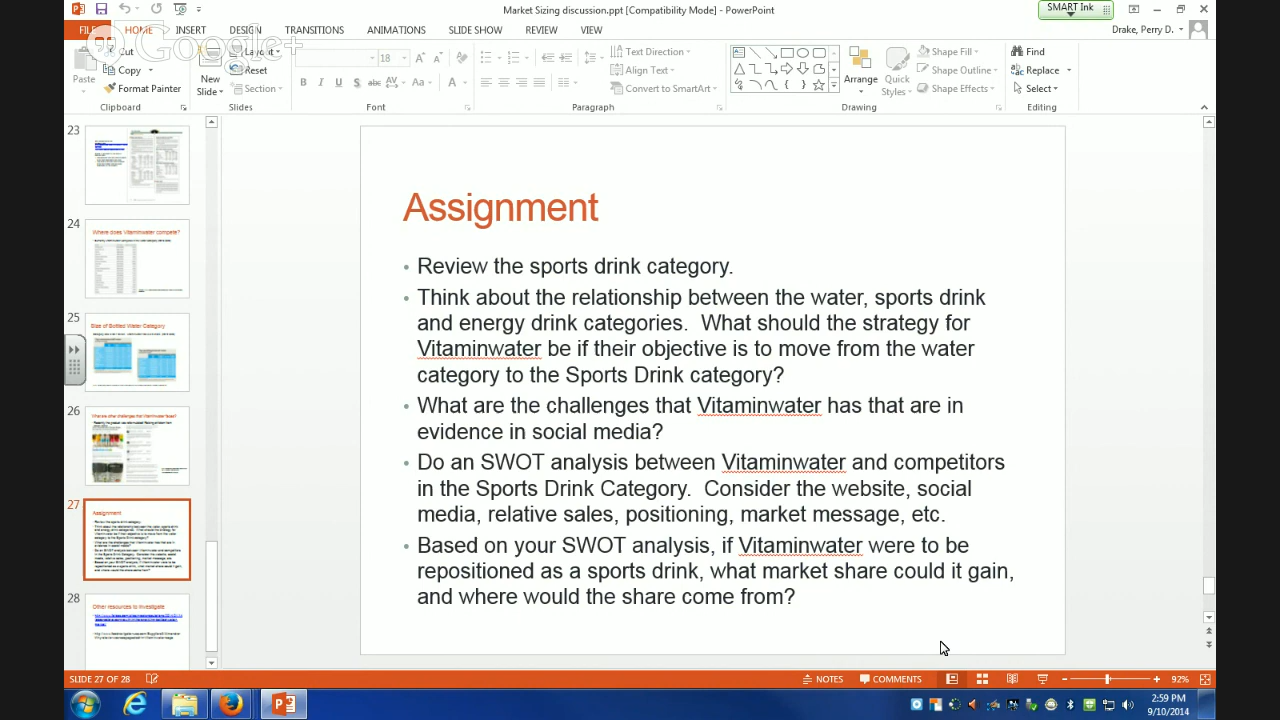 Market Sizing discussion.ppt [Compatibility Mode] - PowerPoint
SMART Ink
FILE HOME INSERT DESIGN TRANSITIONS ANIMATIONS SLIDE SHOW REVIEW VIEW
Drake, Perry D.
Google+
Paste
Cut
Copy
Format Painter
Clipboard
New
Slide
Layout
Reset
Section
Slides
18
Font
Text Direction
Align Text
Convert to SmartArt
Paragraph
Arrange
Quick
Styles
Shape Fill
Shape Outline
Shape Effects
Drawing
Find
Replace
Select
Editing
23
24
Where does Vitaminwater compete?
25
Size of Bottled Water Category
26
What are other challenges that Vitaminwater faces?
27
Assignment
28
Other resources to investigate
Assignment
• Review the sports drink category.
• Think about the relationship between the water, sports drink
and energy drink categories. What should the strategy for
Vitaminwater be if their objective is to move from the water
category to the Sports Drink category?
• What are the challenges that Vitaminwater has that are in
evidence in social media?
• Do an SWOT analysis between Vitaminwater and competitors
in the Sports Drink Category. Consider the website, social
media, relative sales, positioning, market message, etc.
• Based on your SWOT analysis, if Vitaminwater were to be
repositioned as a sports drink, what market share could it gain,
and where would the share come from?
SLIDE 27 OF 28
NOTES
COMMENTS
92%
2:59 PM
9/10/2014